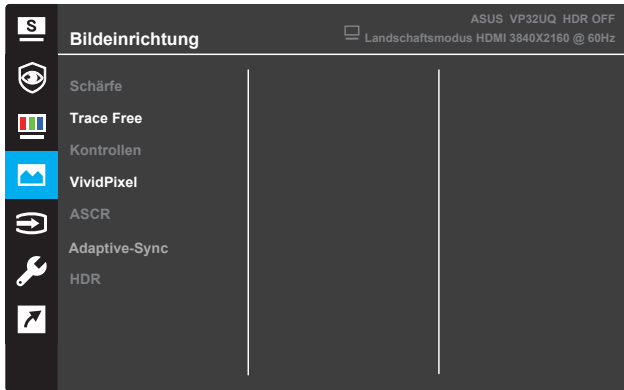 S
ASUS VP32UQ HDR OFF
Bildeinrichtung
Landschaftsmodus HDMI 3840X2160 @ 60Hz
Schärfe
Trace Free
Kontrollen
VividPixel
ASCR
Adaptive-Sync
HDR